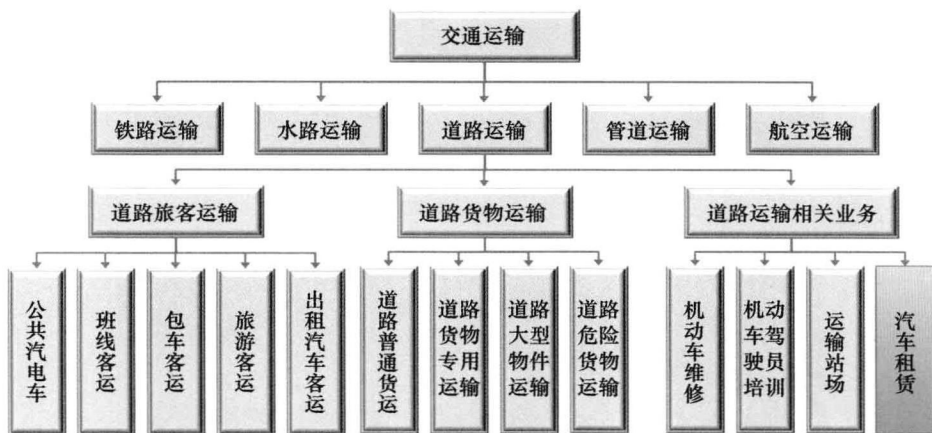 交通运输
铁路运输
水路运输
道路运输
管道运输
航空运输
道路旅客运输
道路货物运输
道路运输相关业务
公共汽电车
班线客运
包车客运
旅游客运
出租汽车客运
道路普通货运
道路
货物
专用
运输
道路
大型
物件
运输
道路
危险
货物
运输
机动车维修
机动
车驾
驶员
培训
运输站场
汽车租赁